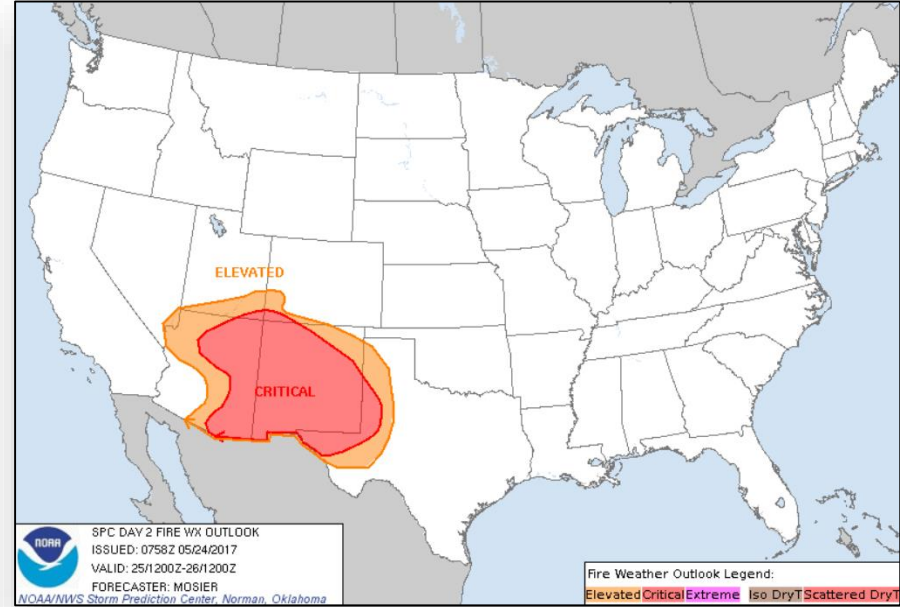 ELEVATED
CRITICAL
NOAA
SPC DAY 2 FIRE WX OUTLOOK
ISSUED: 0758Z 05/24/2017
VALID: 25/1200Z-26/1200Z
FORECASTER: MOSIER
NOAA/NWS Storm Prediction Center, Norman, Oklahoma
Fire Weather Outlook Legend:
Elevated Critical Extreme Iso DryT Scattered DryT